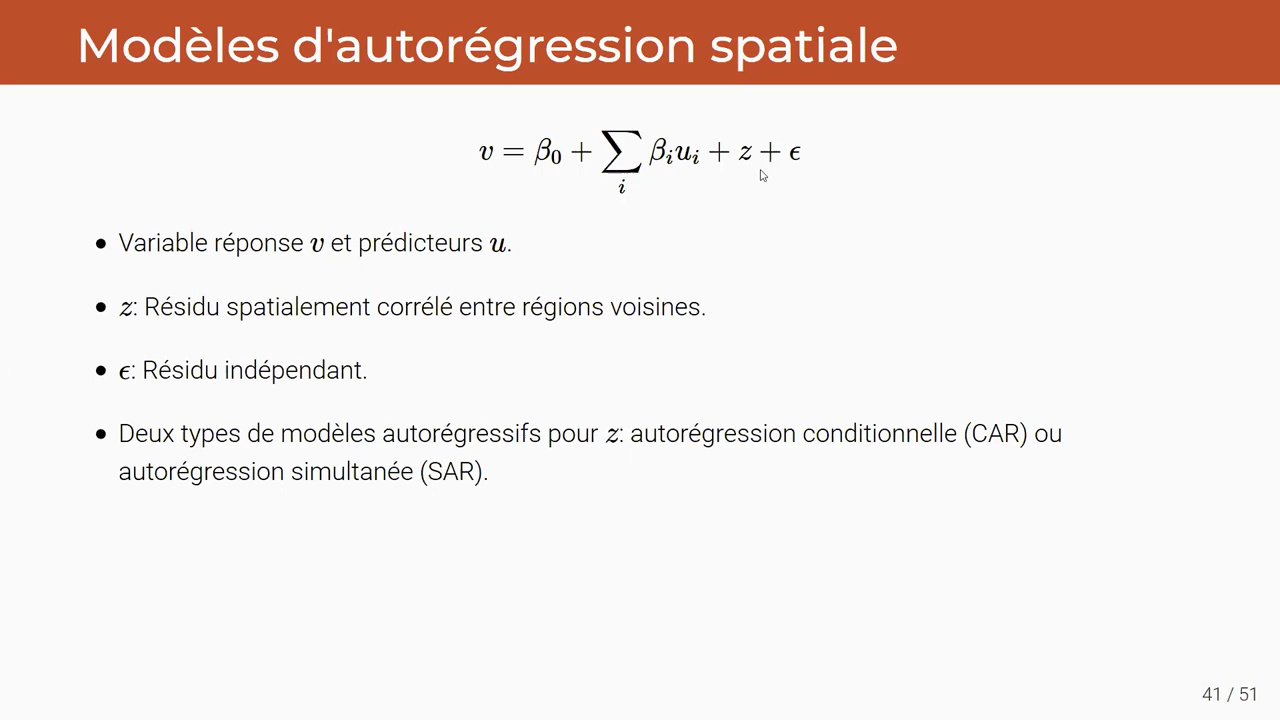 Modèles d'autorégression spatiale
v = β₀ + ∑ᵢ βᵢuᵢ + z + ϵ
• Variable réponse v et prédicteurs u.
• z: Résidu spatialement corrélé entre régions voisines.
• ϵ: Résidu indépendant.
• Deux types de modèles autorégressifs pour z: autorégression conditionnelle (CAR) ou
autorégression simultanée (SAR).
41 / 51